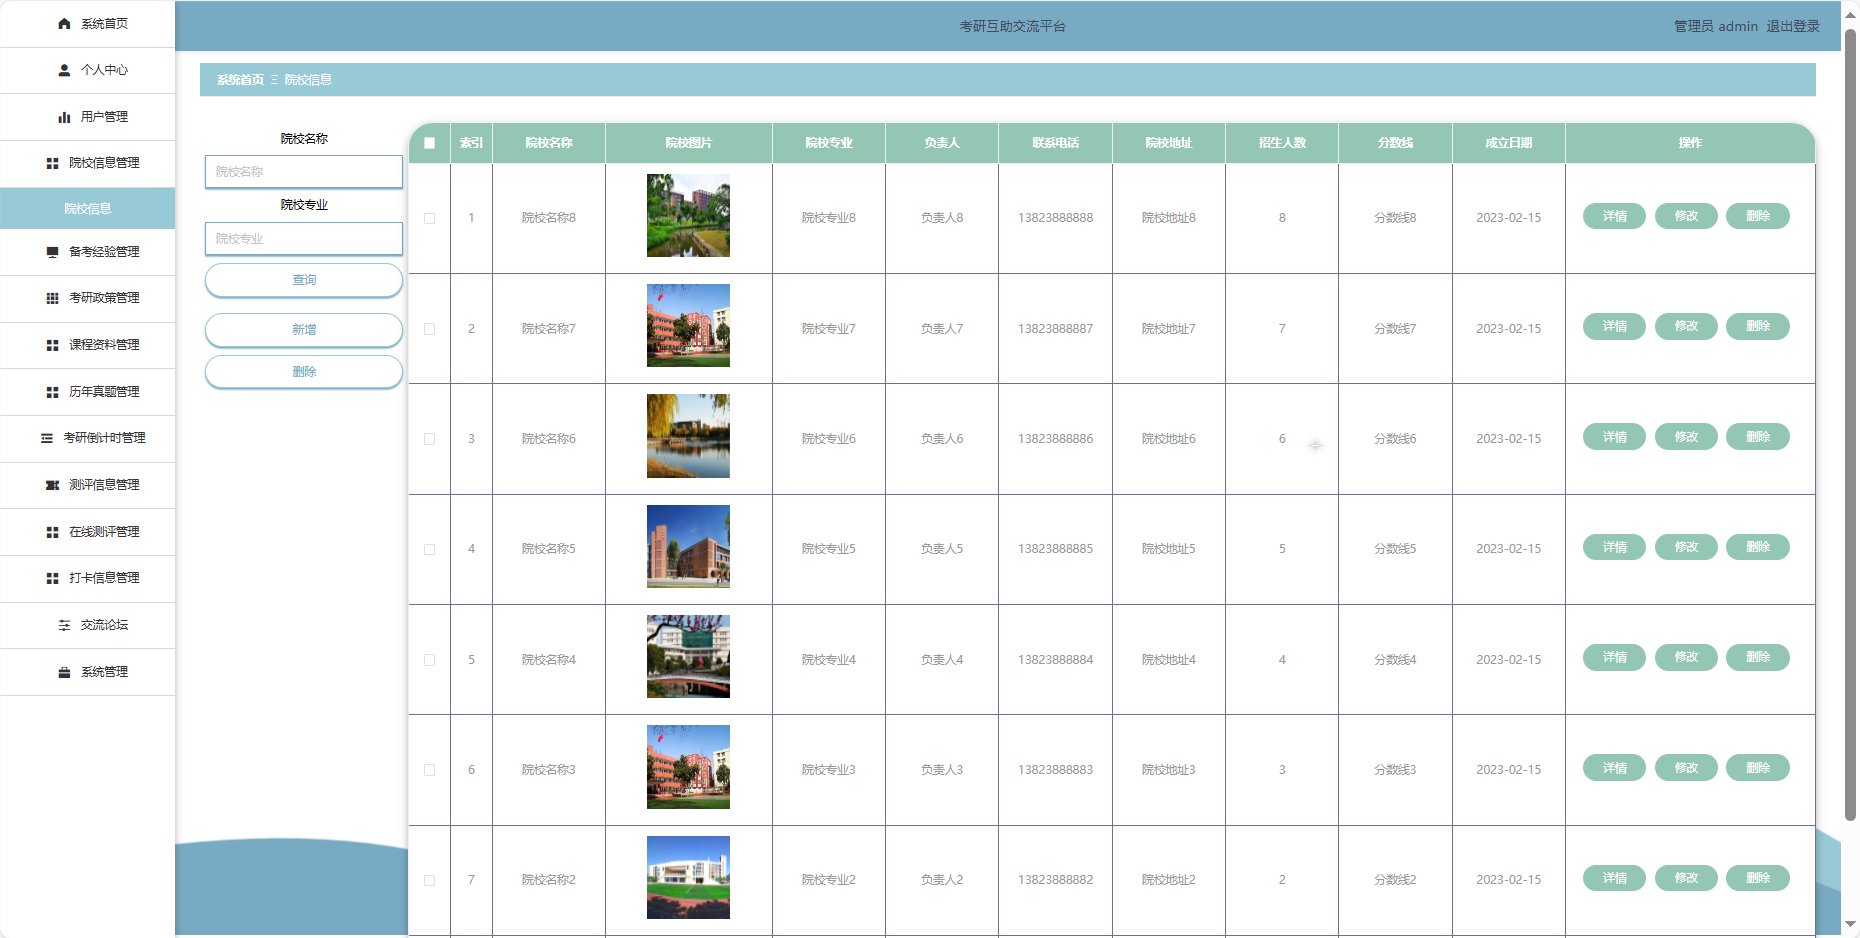 系统首页
个人中心
用户管理
院校信息管理
院校信息
备考经验管理
考研政策管理
课程资料管理
历年真题管理
考研倒计时管理
测评信息管理
在线测评管理
打卡信息管理
交流论坛
系统管理
考研互助交流平台
管理员 admin 退出登录
系统首页 Ξ 院校信息
院校名称
院校名称
院校专业
院校专业
查询
新增
删除
索引 院校名称 院校图片 院校专业 负责人 联系电话 院校地址 招生人数 分数线 成立日期 操作
1 院校名称8 院校专业8 负责人8 13823888888 院校地址8 8 分数线8 2023-02-15 详情 修改 删除
2 院校名称7 院校专业7 负责人7 13823888887 院校地址7 7 分数线7 2023-02-15 详情 修改 删除
3 院校名称6 院校专业6 负责人6 13823888886 院校地址6 6 分数线6 2023-02-15 详情 修改 删除
4 院校名称5 院校专业5 负责人5 13823888885 院校地址5 5 分数线5 2023-02-15 详情 修改 删除
5 院校名称4 院校专业4 负责人4 13823888884 院校地址4 4 分数线4 2023-02-15 详情 修改 删除
6 院校名称3 院校专业3 负责人3 13823888883 院校地址3 3 分数线3 2023-02-15 详情 修改 删除
7 院校名称2 院校专业2 负责人2 13823888882 院校地址2 2 分数线2 2023-02-15 详情 修改 删除